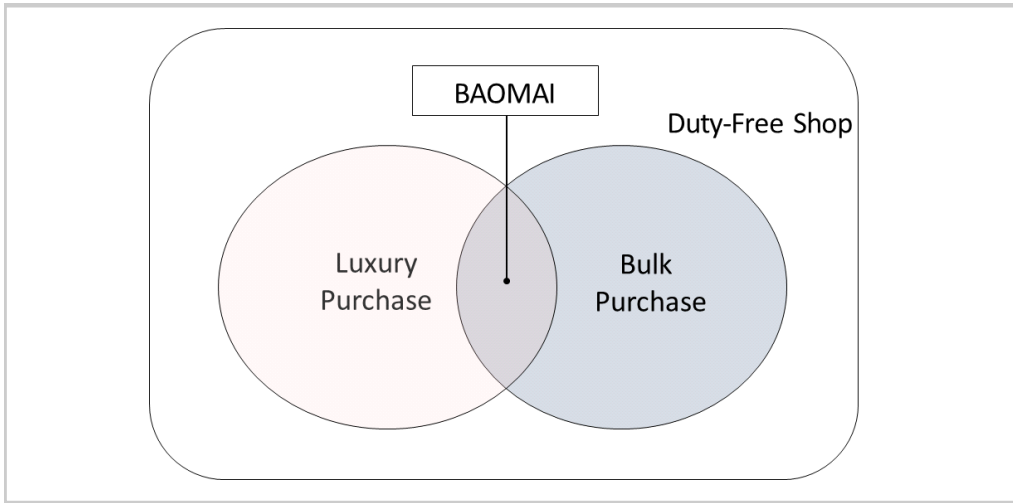 BAOMAI
Duty-Free Shop
Luxury
Purchase
Bulk
Purchase